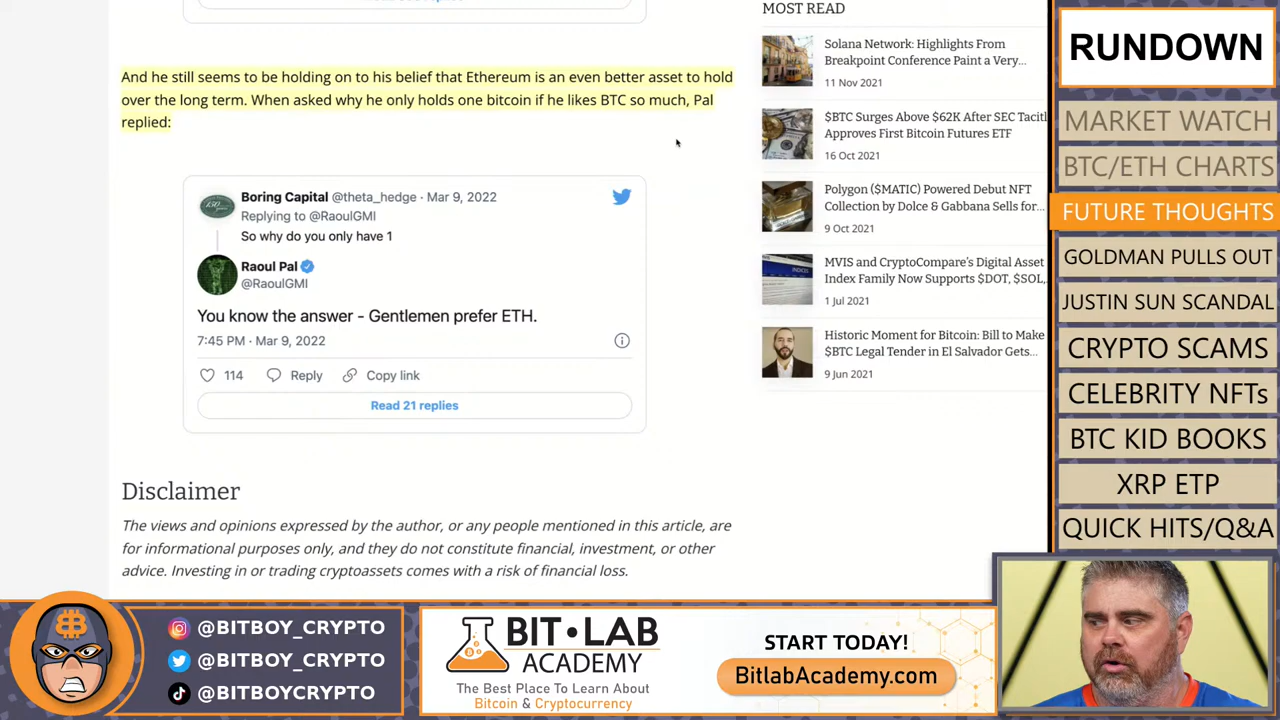 And he still seems to be holding on to his belief that Ethereum is an even better asset to hold
over the long term. When asked why he only holds one bitcoin if he likes BTC so much, Pal
replied:
Boring Capital @theta_hedge · Mar 9, 2022
Replying to @RaoulGMI
So why do you only have 1
Raoul Pal
@RaoulGMI
You know the answer - Gentlemen prefer ETH.
7:45 PM · Mar 9, 2022
114 Reply Copy link
Read 21 replies
Disclaimer
The views and opinions expressed by the author, or any people mentioned in this article, are
for informational purposes only, and they do not constitute financial, investment, or other
advice. Investing in or trading cryptoassets comes with a risk of financial loss.
MOST READ
Solana Network: Highlights From
Breakpoint Conference Paint a Very...
11 Nov 2021
$BTC Surges Above $62K After SEC Tacitl
Approves First Bitcoin Futures ETF
16 Oct 2021
Polygon ($MATIC) Powered Debut NFT
Collection by Dolce & Gabbana Sells for...
9 Oct 2021
MVIS and CryptoCompare's Digital Asset
Index Family Now Supports $DOT, $SOL,
1 Jul 2021
Historic Moment for Bitcoin: Bill to Make
$BTC Legal Tender in El Salvador Gets...
9 Jun 2021
RUNDOWN
MARKET WATCH
BTC/ETH CHARTS
FUTURE THOUGHTS
GOLDMAN PULLS OUT
JUSTIN SUN SCANDAL
CRYPTO SCAMS
CELEBRITY NFTs
BTC KID BOOKS
XRP ETP
QUICK HITS/Q&A
@BITBOY_CRYPTO
@BITBOY_CRYPTO
@BITBOYCRYPTO
BIT•LAB
ACADEMY
The Best Place To Learn About
Bitcoin & Cryptocurrency
START TODAY!
BitlabAcademy.com